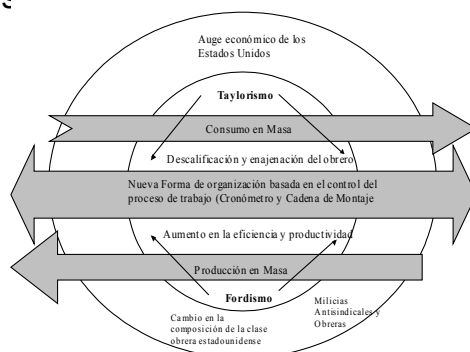 Auge económico de los
Estados Unidos
Taylorismo
Consumo en Masa
Descalificación y enajenación del obrero
Nueva Forma de organización basada en el control del
proceso de trabajo (Cronómetro y Cadena de Montaje
Aumento en la eficiencia y productividad
Producción en Masa
Fordismo
Milicias
Antisindicales y
Obreras
Cambio en la
composición de la clase
obrera estadounidense